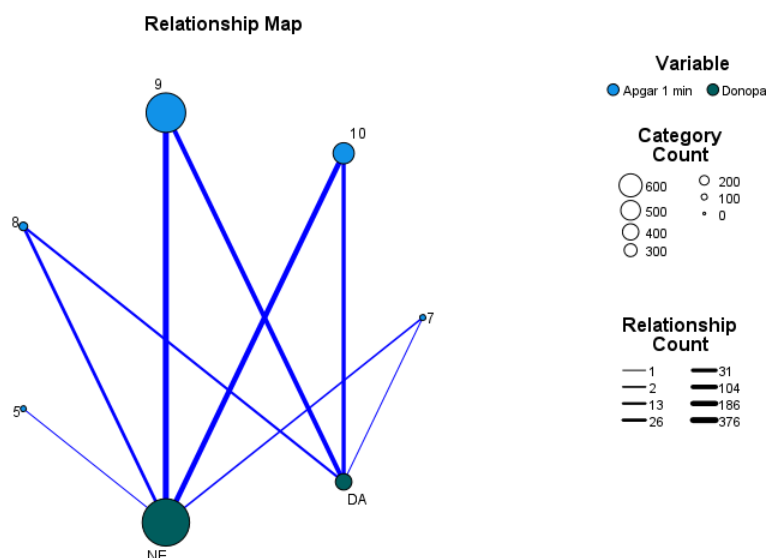 Relationship Map
9
10
8
7
5
DA
NE
Variable
Apgar 1 min
Donopa
Category
Count
600
500
400
300
200
100
0
Relationship
Count
1
2
13
26
31
104
186
376